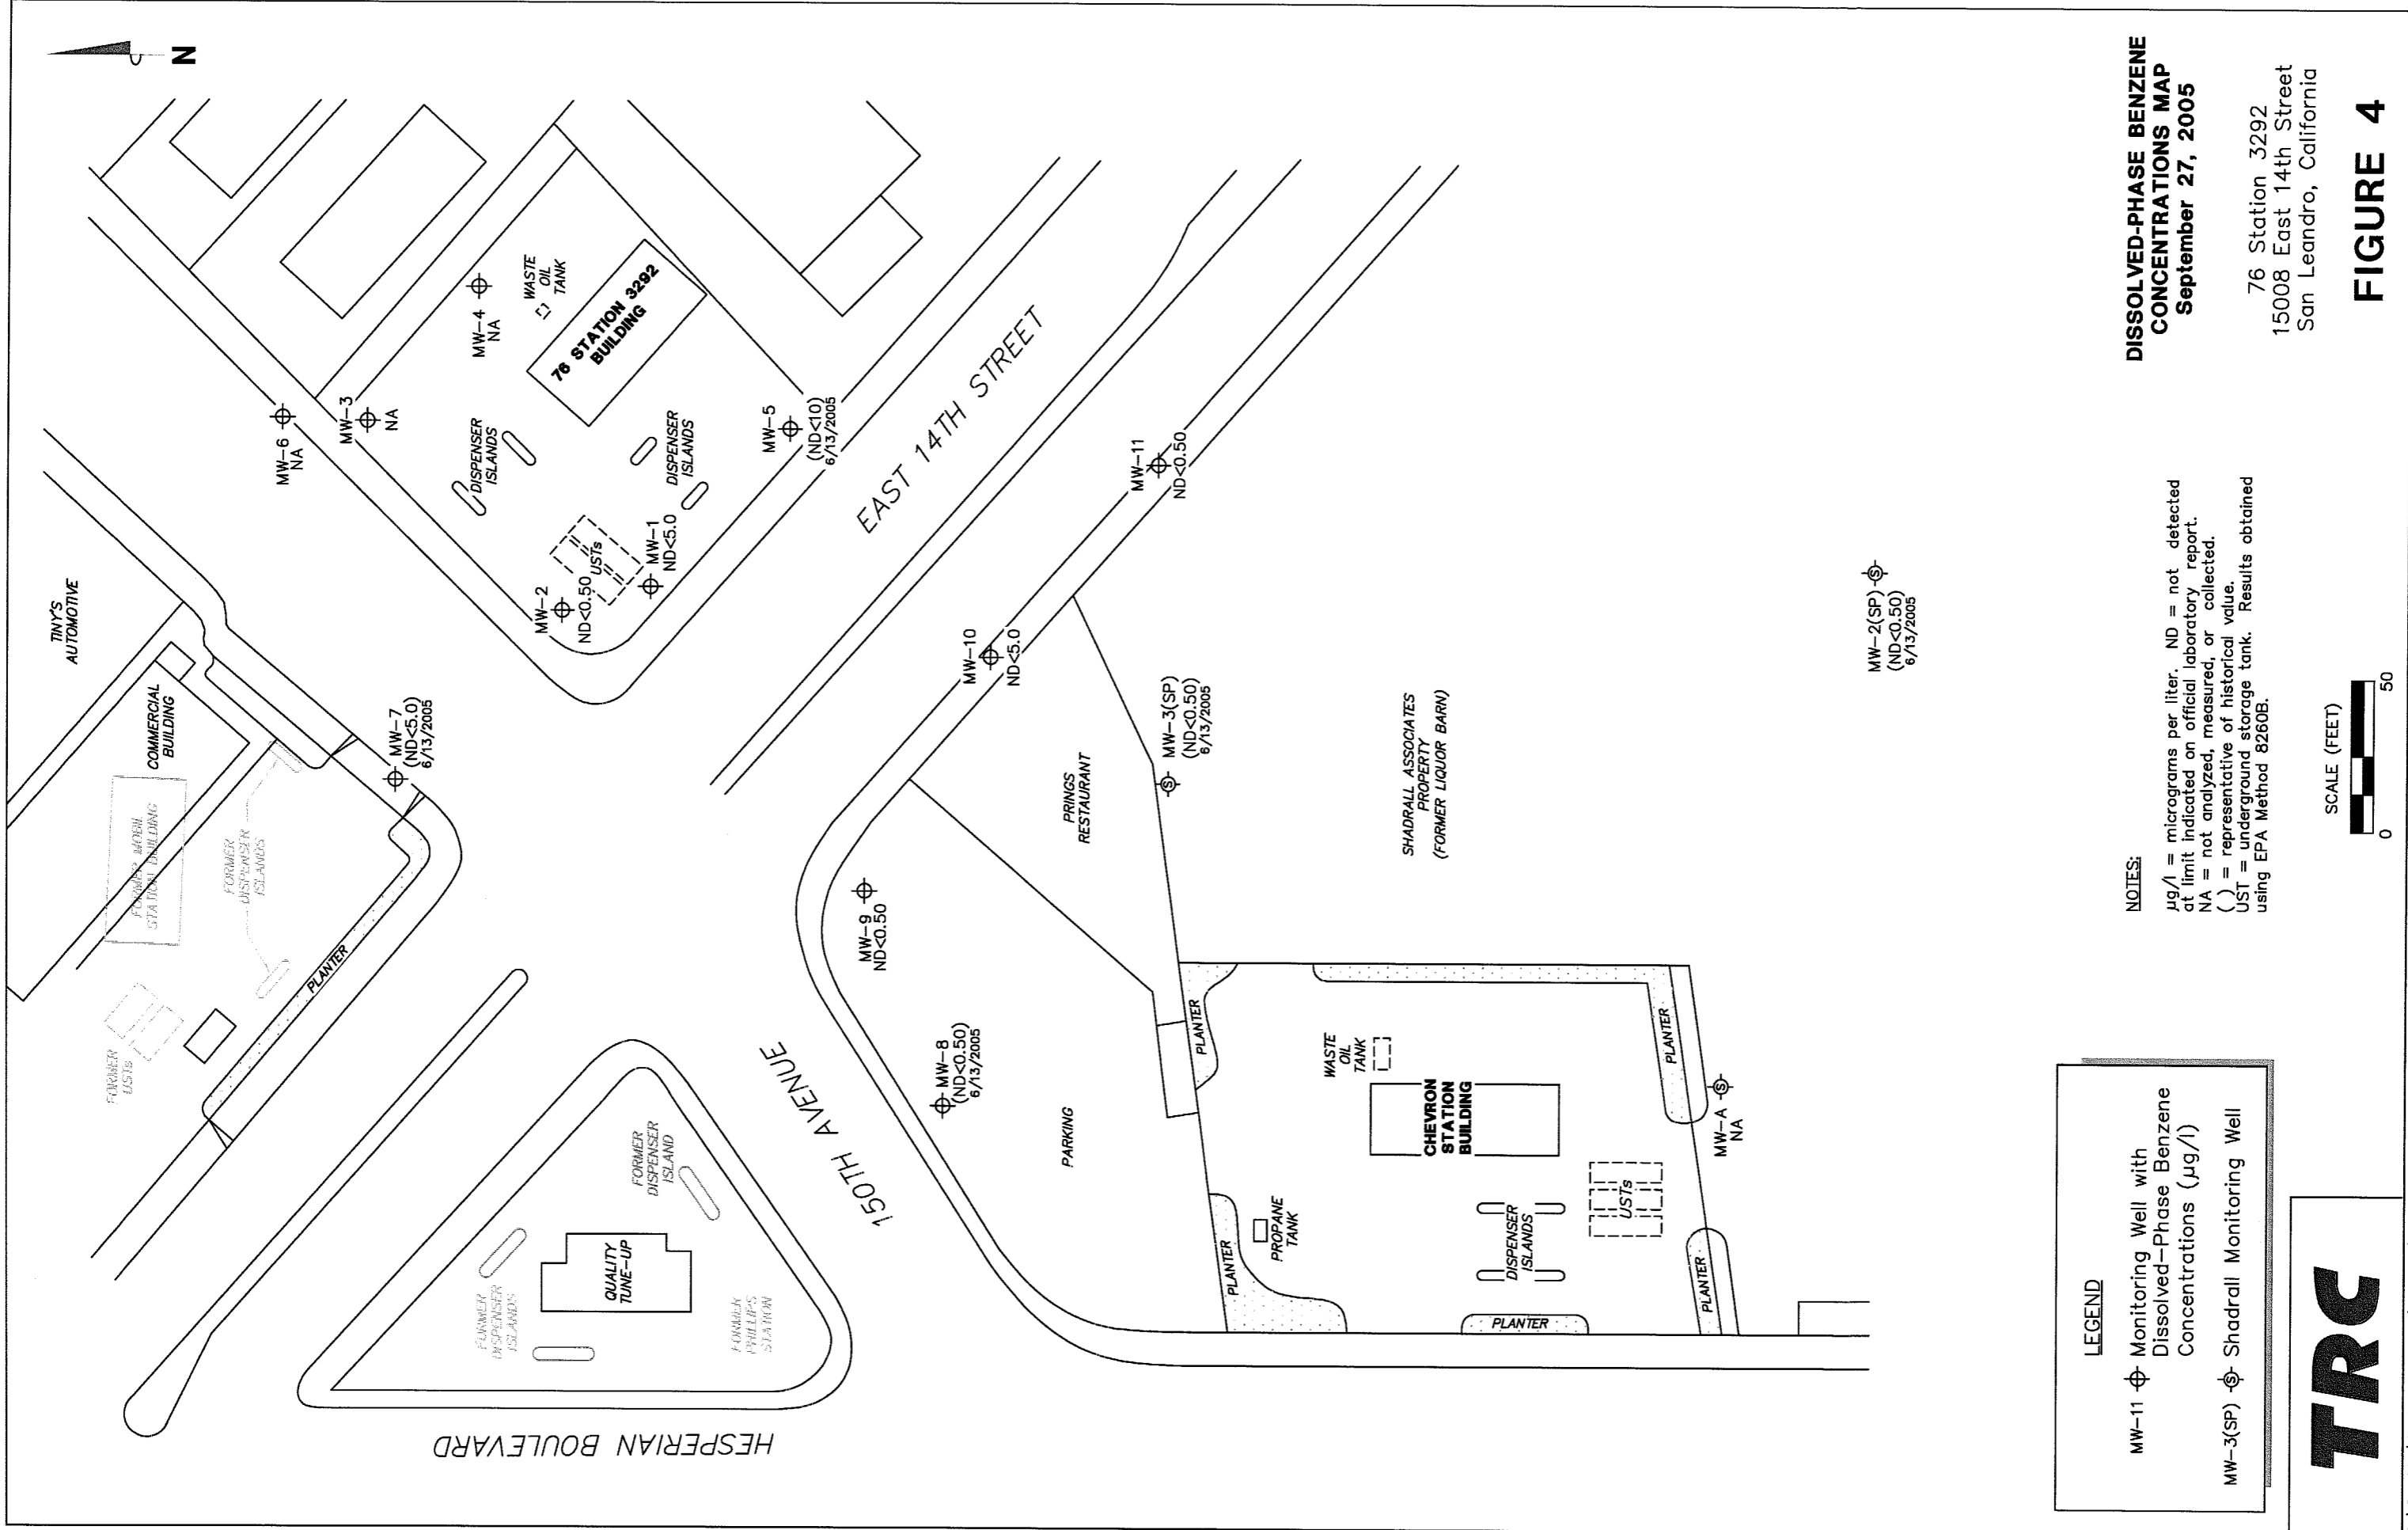 N
TINY'S
AUTOMOTIVE
COMMERCIAL
BUILDING
FORMER MOBIL
STATION BUILDING
FORMER
DISPENSER
ISLANDS
FORMER
USTs
PLANTER
MW-7
(ND<5.0)
6/13/2005
MW-6
NA
MW-3
NA
MW-4
NA
WASTE
OIL
TANK
76 STATION 3292
BUILDING
DISPENSER
ISLANDS
DISPENSER
ISLANDS
MW-5
(ND<10)
6/13/2005
MW-2
ND<0.50
USTs
MW-1
ND<5.0
EAST 14TH STREET
MW-11
ND<0.50
MW-10
ND<5.0
MW-9
ND<0.50
MW-8
(ND<0.50)
6/13/2005
150TH AVENUE
HESPERIAN BOULEVARD
FORMER
DISPENSER
ISLANDS
FORMER
DISPENSER
ISLAND
QUALITY
TUNE-UP
FORMER
PHILLIPS
STATION
PRINGS
RESTAURANT
PARKING
MW-3(SP)
(ND<0.50)
6/13/2005
SHADRALL ASSOCIATES
PROPERTY
(FORMER LIQUOR BARN)
MW-2(SP)
(ND<0.50)
6/13/2005
PLANTER
PLANTER
PROPANE
TANK
WASTE
OIL
TANK
CHEVRON
STATION
BUILDING
DISPENSER
ISLANDS
USTs
PLANTER
PLANTER
PLANTER
MW-A
NA
LEGEND
MW-11 Monitoring Well with
Dissolved-Phase Benzene
Concentrations (µg/l)
MW-3(SP) S Shadrall Monitoring Well
NOTES:
µg/l = micrograms per liter. ND = not detected
at limit indicated on official laboratory report.
NA = not analyzed, measured, or collected.
( ) = representative of historical value.
UST = underground storage tank. Results obtained
using EPA Method 8260B.
SCALE (FEET)
0 50
DISSOLVED-PHASE BENZENE
CONCENTRATIONS MAP
September 27, 2005
76 Station 3292
15008 East 14th Street
San Leandro, California
TRC
FIGURE 4